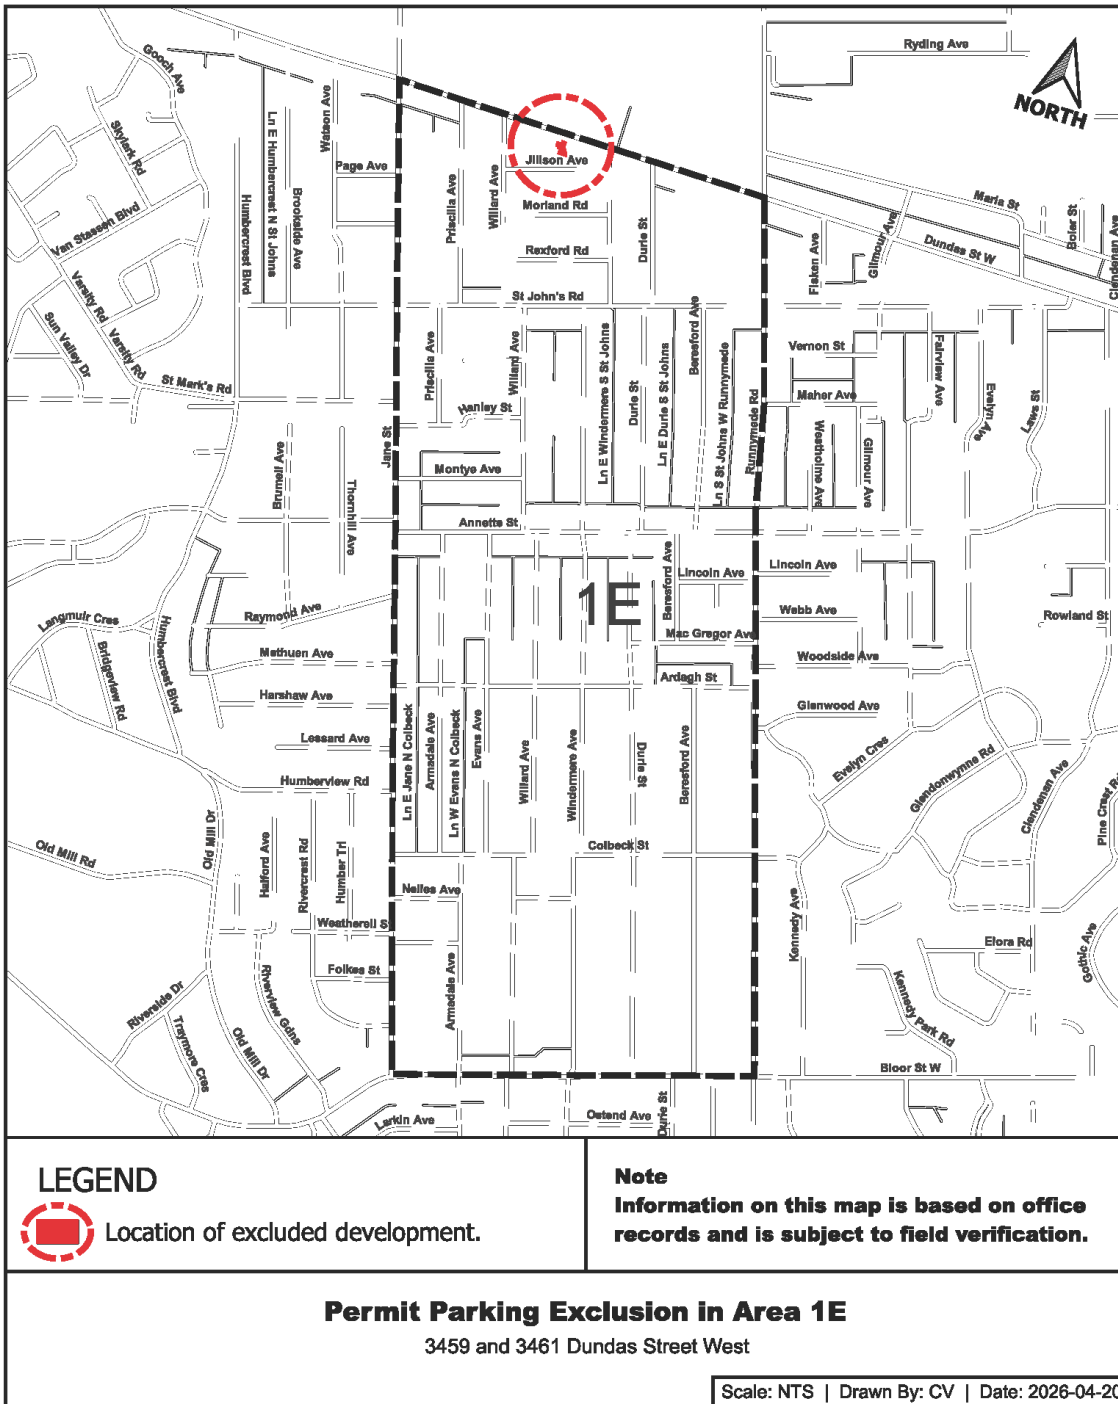 Ryding Ave
NORTH
Gooch Ave
Skylark Rd
Ln E Humbercrest N St Johns
Watson Ave
Page Ave
Brookside Ave
Humbercrest Blvd
Van Stassen Blvd
Varsity Rd
Varsity Rd
Sun Valley Dr
St Mark's Rd
Priscilla Ave
Willard Ave
Jillson Ave
Morland Rd
Rexford Rd
Durie St
St John's Rd
Maria St
Dundas St W
Gilmour Ave
Fisken Ave
Boler St
Clendenan Ave
Priscilla Ave
Willard Ave
Hanley St
Jane St
Montye Ave
Annette St
Ln E Windermere S St Johns
Durie St
Ln E Durie S St Johns
Beresford Ave
Ln S St Johns W Runnymede
Runnymede Rd
Vernon St
Maher Ave
Fairview Ave
Evelyn Ave
Laws St
Westholme Ave
Gilmour Ave
Brumell Ave
Thornhill Ave
Raymond Ave
Langmuir Cres
Bridgeview Rd
Humbercrest Blvd
Methuen Ave
Harshaw Ave
Lessard Ave
Humberview Rd
1E
Beresford Ave
Lincoln Ave
Lincoln Ave
Mac Gregor Ave
Webb Ave
Rowland St
Woodside Ave
Ardagh St
Glenwood Ave
Ln E Jane N Colbeck
Armadale Ave
Ln W Evans N Colbeck
Evans Ave
Willard Ave
Windermere Ave
Durie St
Beresford Ave
Evelyn Cres
Glendonwynne Rd
Clendenan Ave
Pine Crest Rd
Colbeck St
Old Mill Rd
Old Mill Dr
Halford Ave
Rivercrest Rd
Humber Trl
Nelles Ave
Weatherell St
Folkes St
Kennedy Ave
Elora Rd
Gothic Ave
Armadale Ave
Riverside Dr
Traymore Cres
Old Mill Dr
Riverview Gdns
Kennedy Park Rd
Bloor St W
Larkin Ave
Ostend Ave
Durie St
LEGEND
Location of excluded development.
Note
Information on this map is based on office
records and is subject to field verification.
Permit Parking Exclusion in Area 1E
3459 and 3461 Dundas Street West
Scale: NTS | Drawn By: CV | Date: 2026-04-20